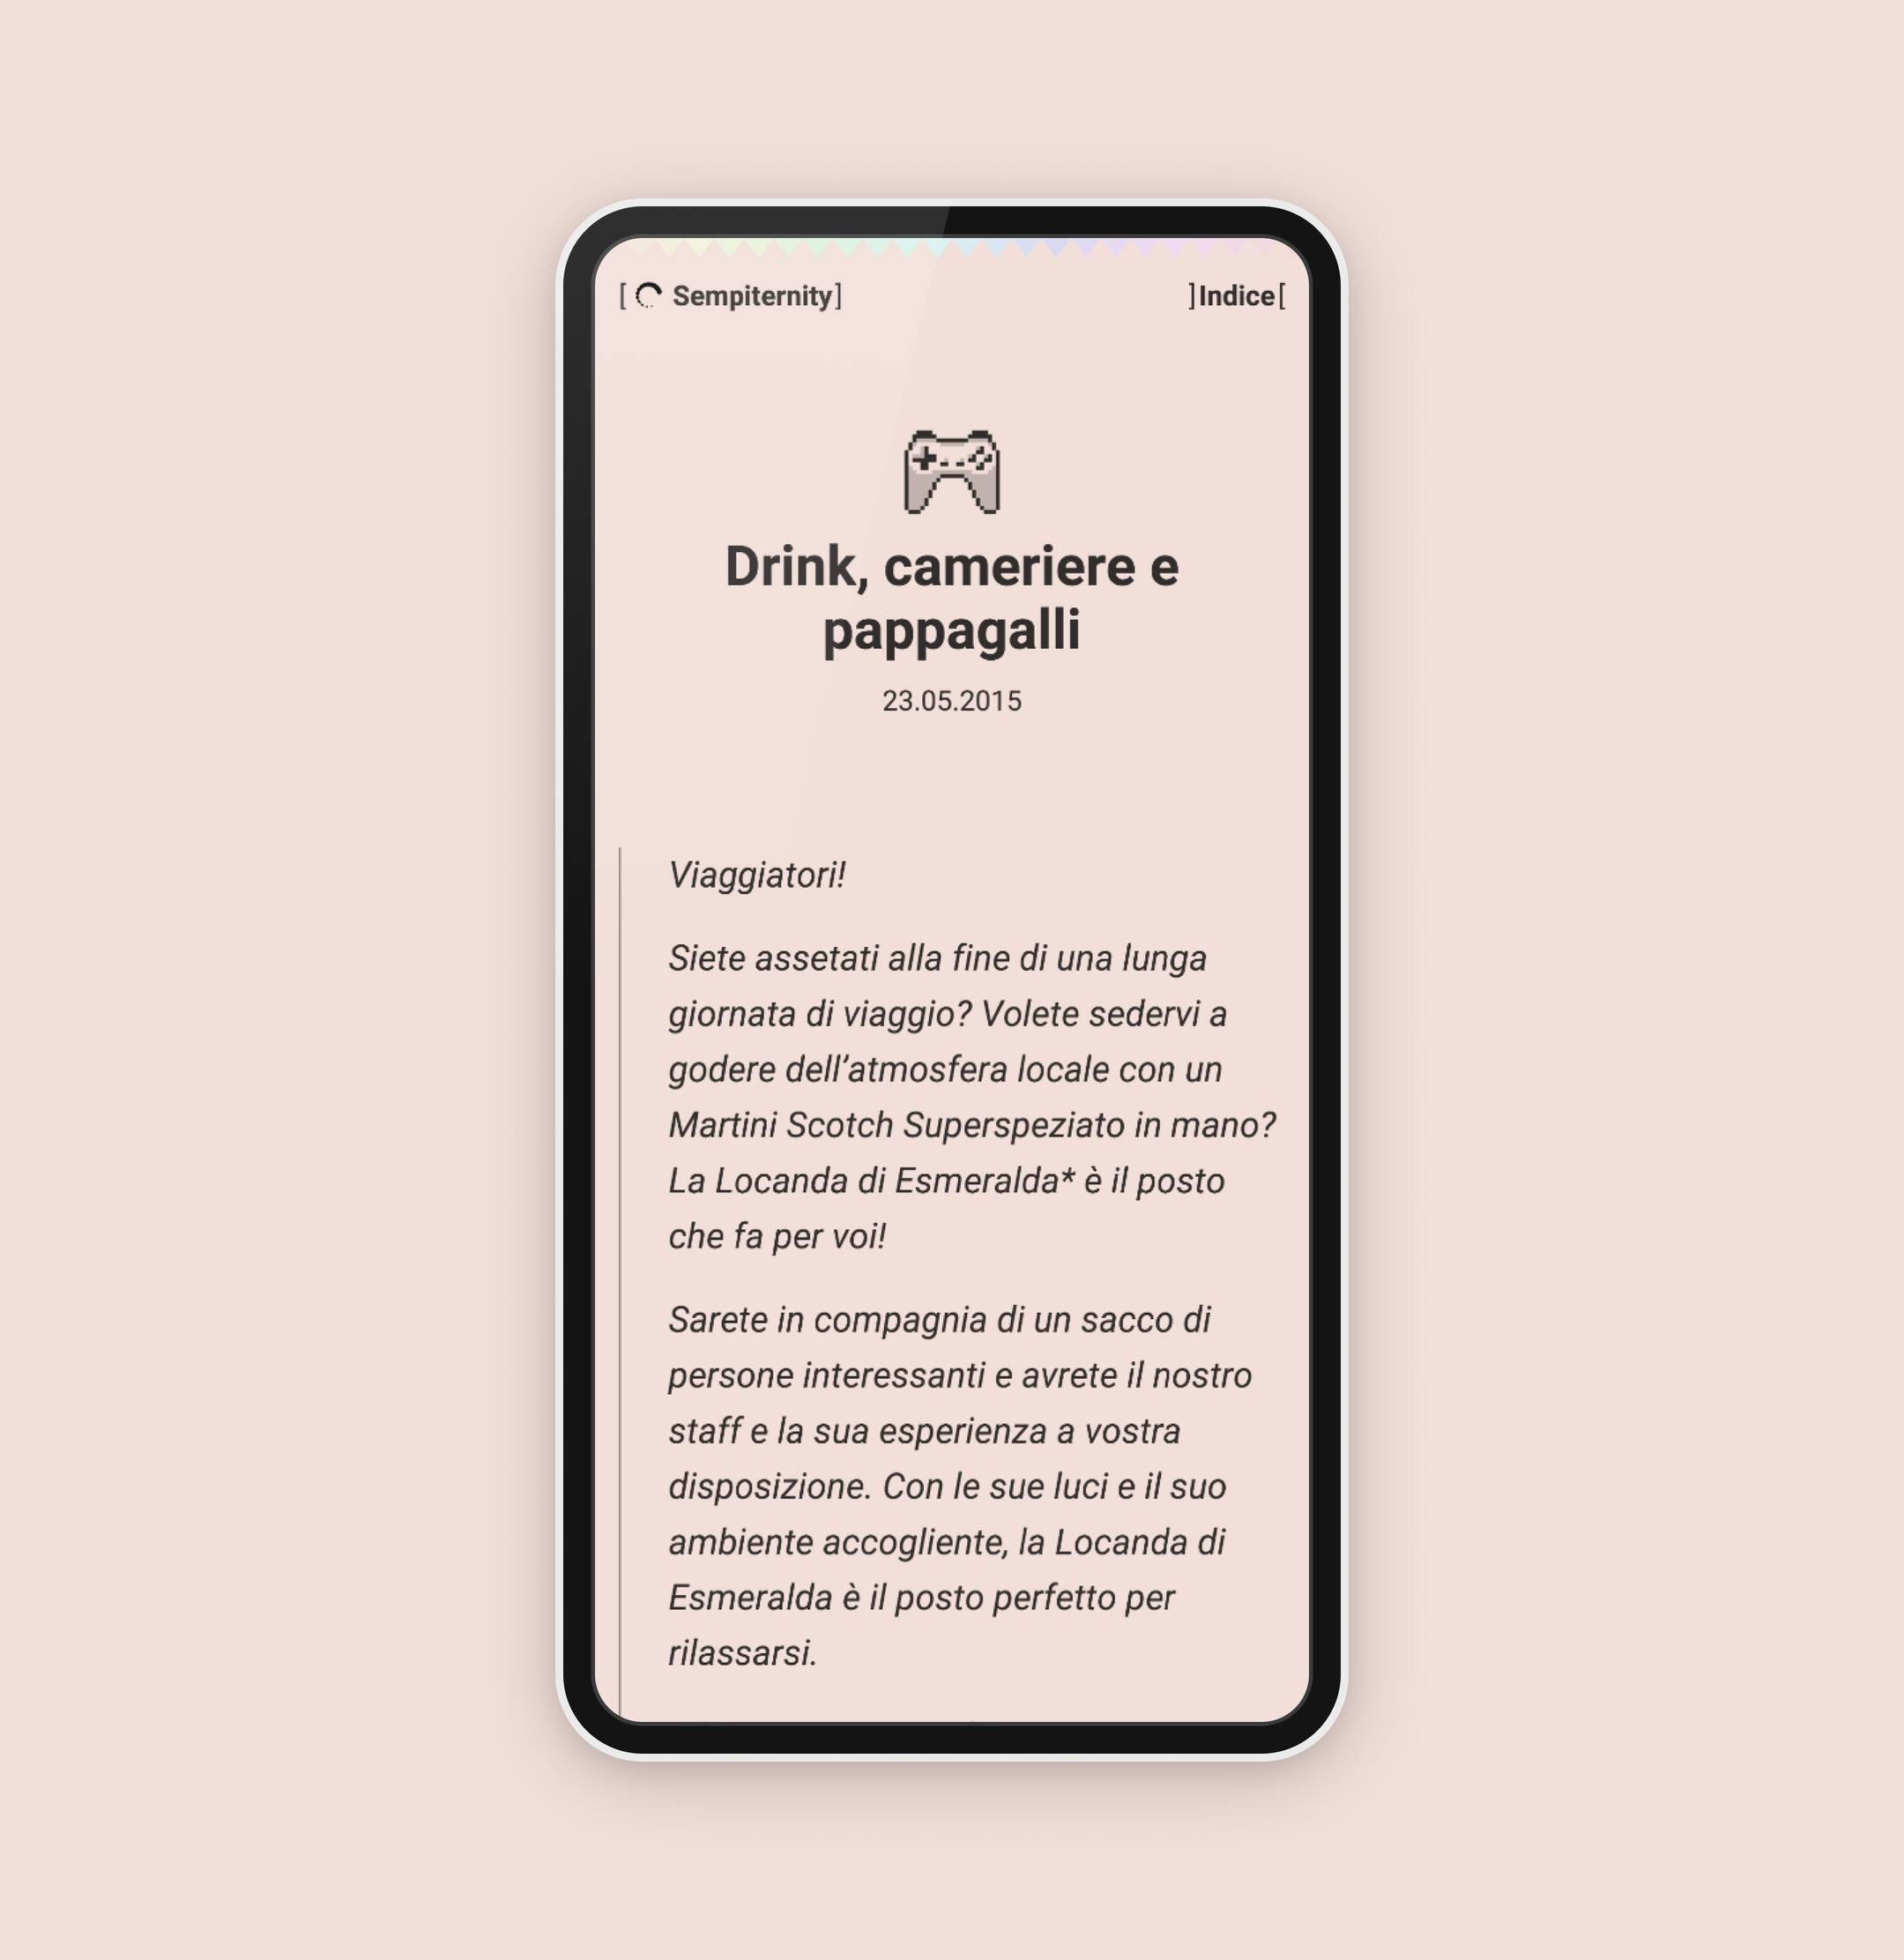 [ Sempiternity]
]Indice[
Drink, cameriere e
pappagalli
23.05.2015
Viaggiatori!
Siete assetati alla fine di una lunga
giornata di viaggio? Volete sedervi a
godere dell’atmosfera locale con un
Martini Scotch Superspeziato in mano?
La Locanda di Esmeralda* è il posto
che fa per voi!
Sarete in compagnia di un sacco di
persone interessanti e avrete il nostro
staff e la sua esperienza a vostra
disposizione. Con le sue luci e il suo
ambiente accogliente, la Locanda di
Esmeralda è il posto perfetto per
rilassarsi.